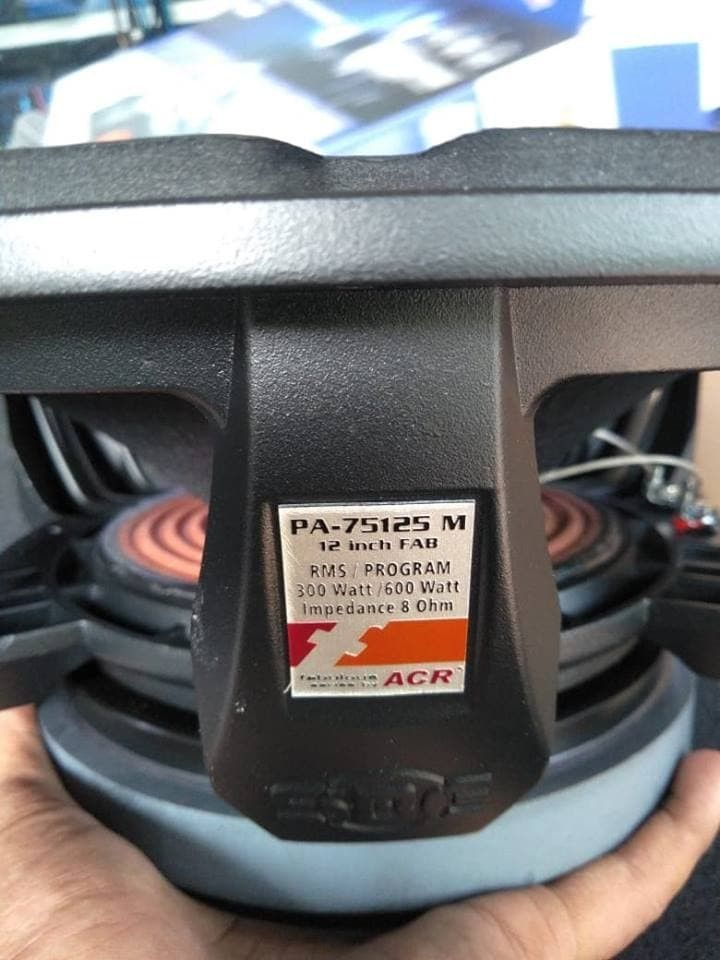 PA-75125 M
12 inch FAB
RMS / PROGRAM
300 Watt /600 Watt
Impedance 8 Ohm
ACR